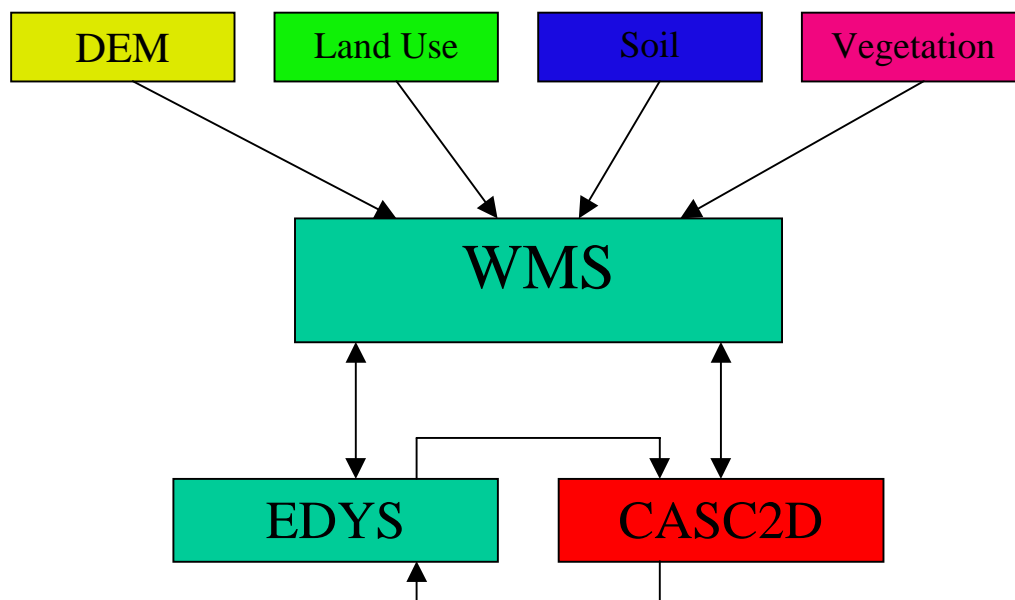 DEM
Land Use
Soil
Vegetation
WMS
EDYS
CASC2D